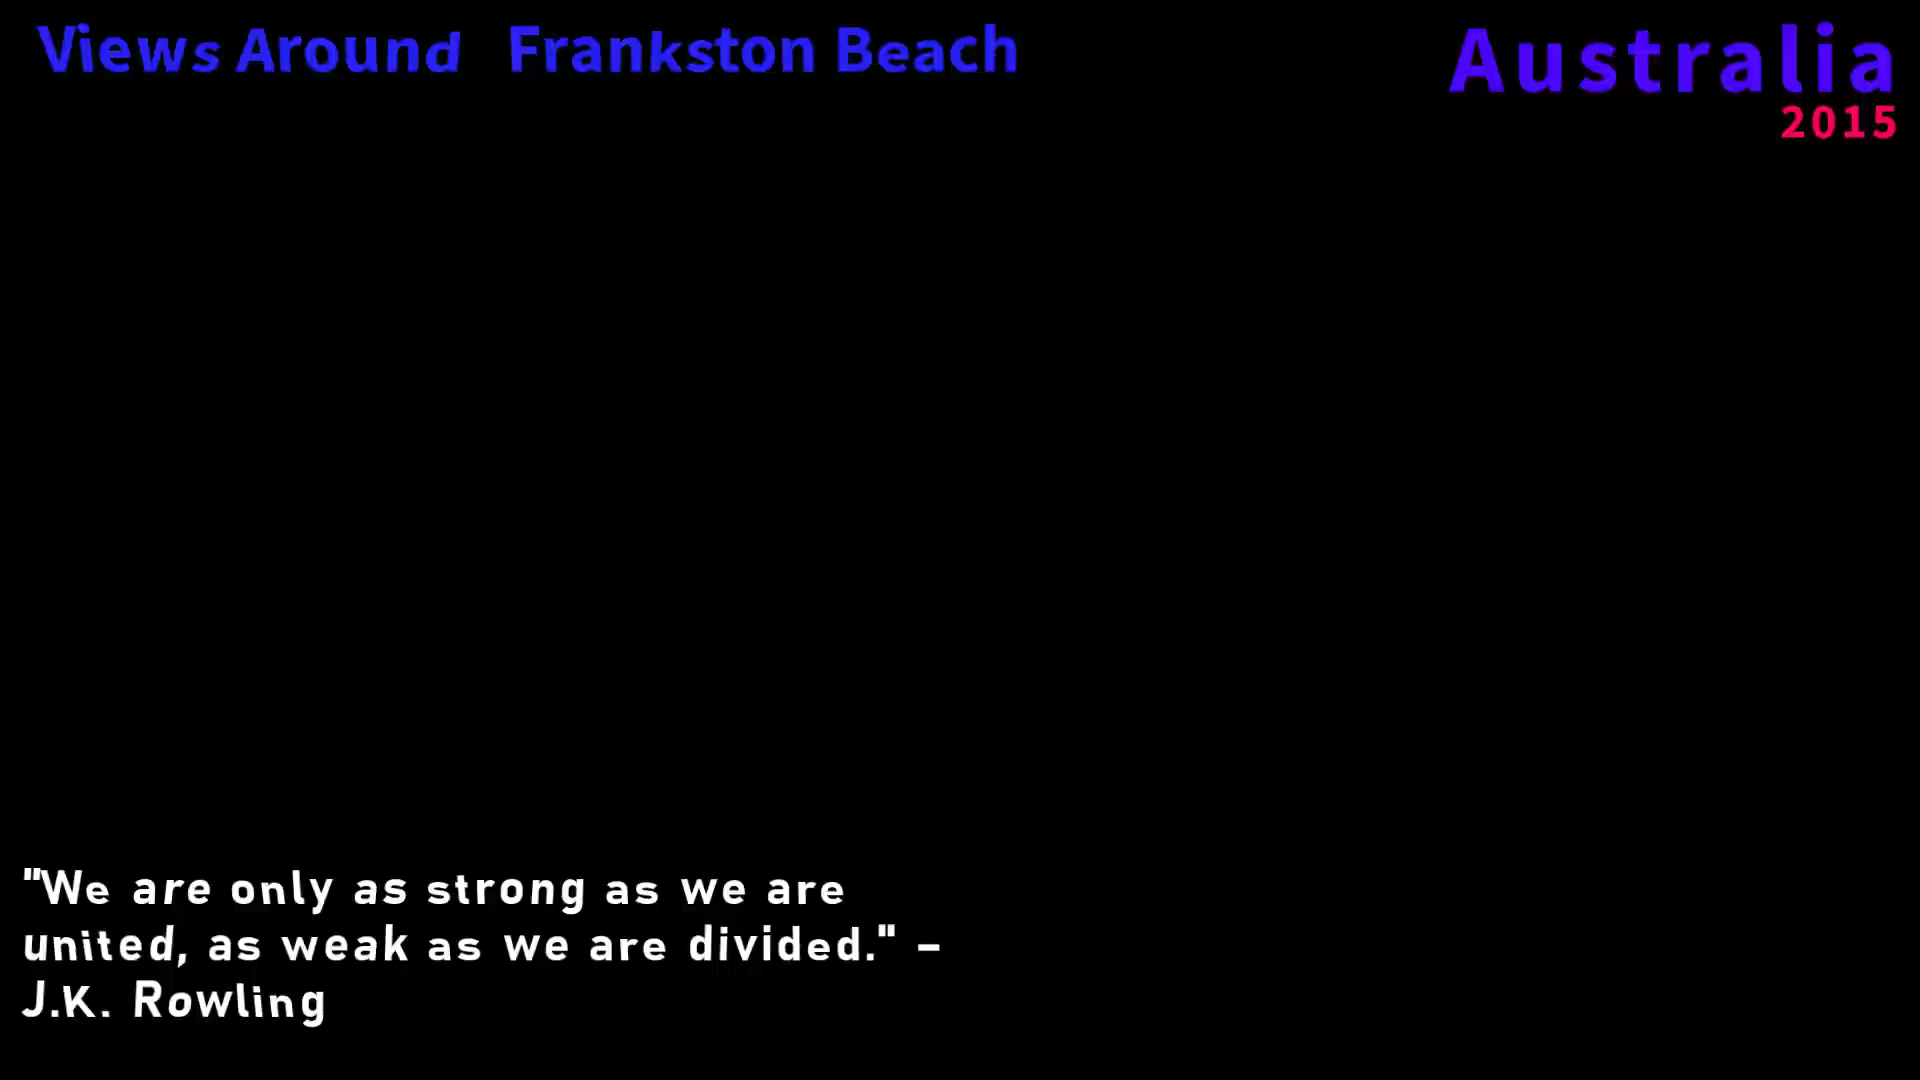 Views Around Frankston Beach
Australia
2015
"We are only as strong as we are
united, as weak as we are divided." –
J.K. Rowling